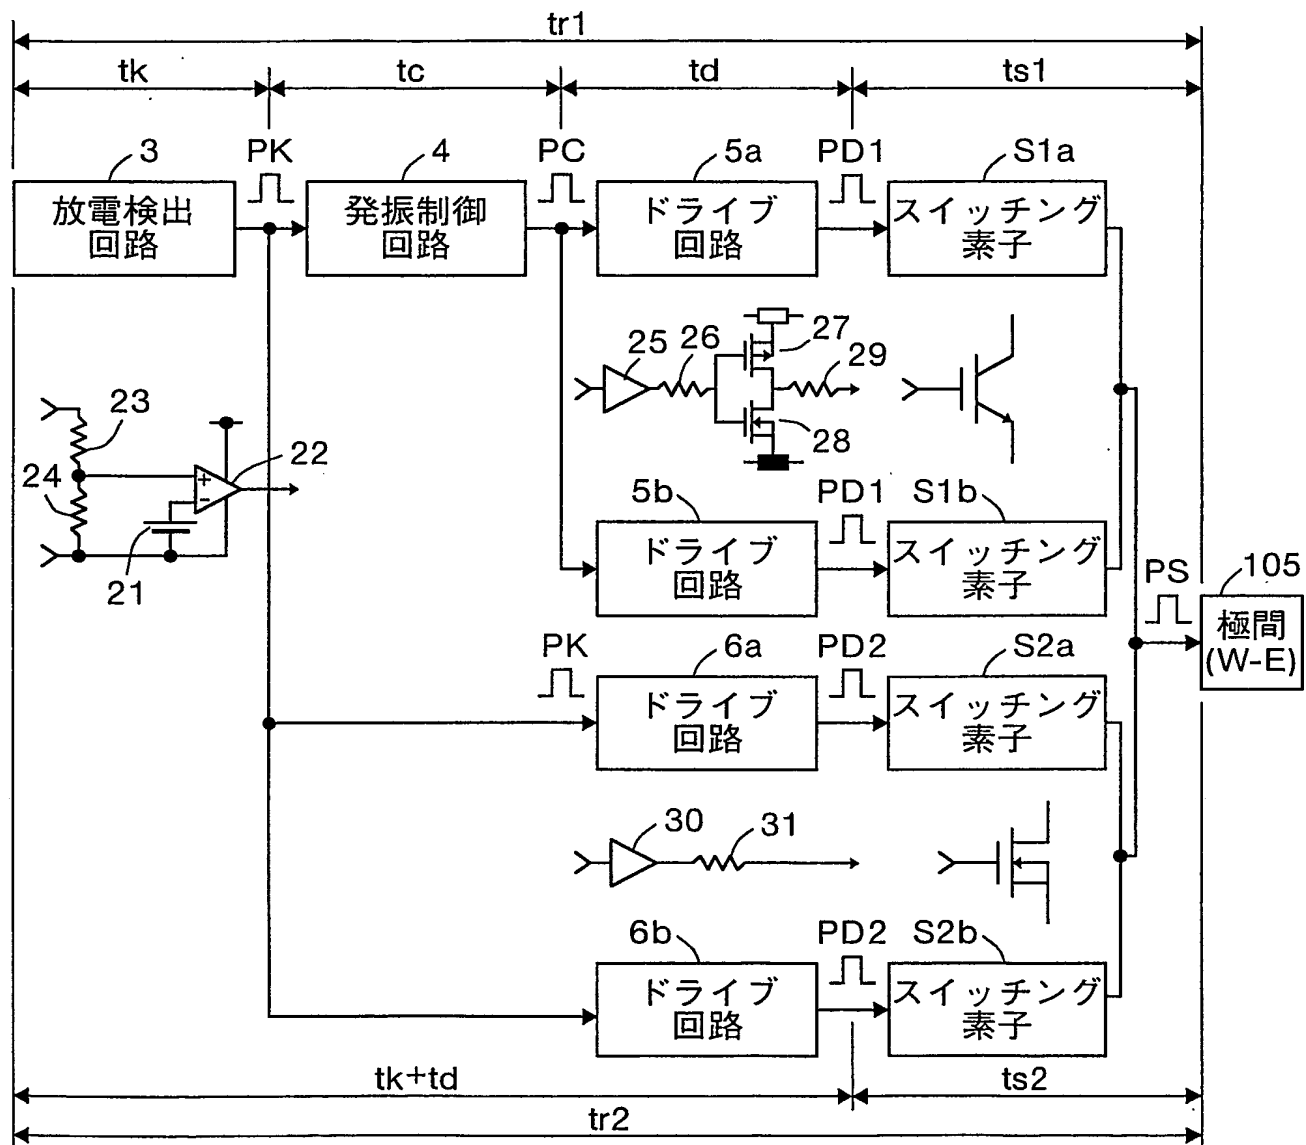 tr1
tk
tc
td
ts1
3
PK
4
PC
5a
PD1
S1a
放電検出
回路
発振制御
回路
ドライブ
回路
スイッチング
素子
25
26
27
29
28
23
24
22
+
-
21
5b
PD1
S1b
ドライブ
回路
スイッチング
素子
PS
105
極間
(W-E)
PK
6a
PD2
S2a
ドライブ
回路
スイッチング
素子
30
31
6b
PD2
S2b
ドライブ
回路
スイッチング
素子
tk+td
ts2
tr2